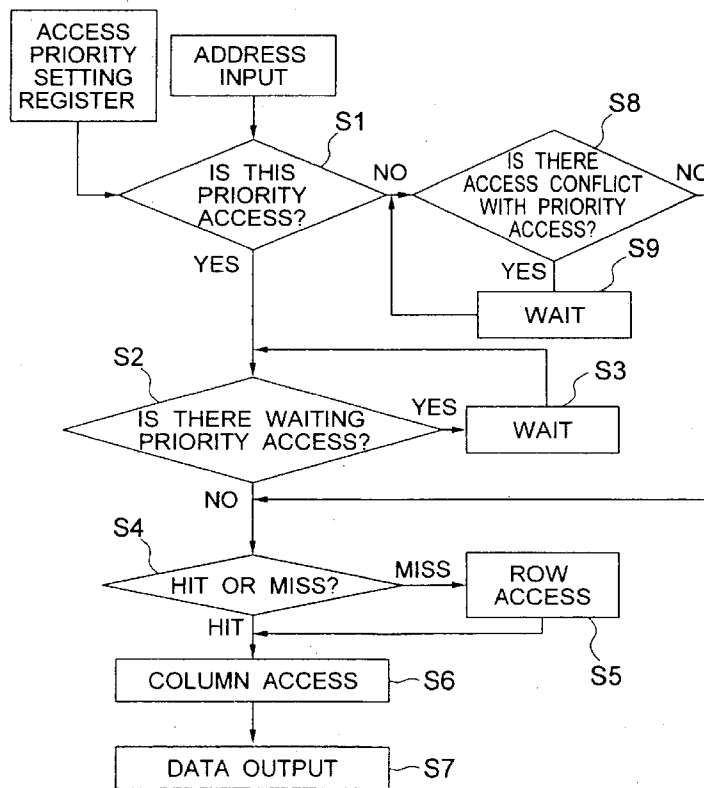 ACCESS
PRIORITY
SETTING
REGISTER
ADDRESS
INPUT
S1
IS THIS
PRIORITY
ACCESS?
NO
YES
S8
IS THERE
ACCESS CONFLICT
WITH PRIORITY
ACCESS?
NO
YES
S9
WAIT
S2
IS THERE WAITING
PRIORITY ACCESS?
YES
S3
WAIT
NO
S4
HIT OR MISS?
MISS
ROW
ACCESS
S5
HIT
COLUMN ACCESS
S6
DATA OUTPUT
S7